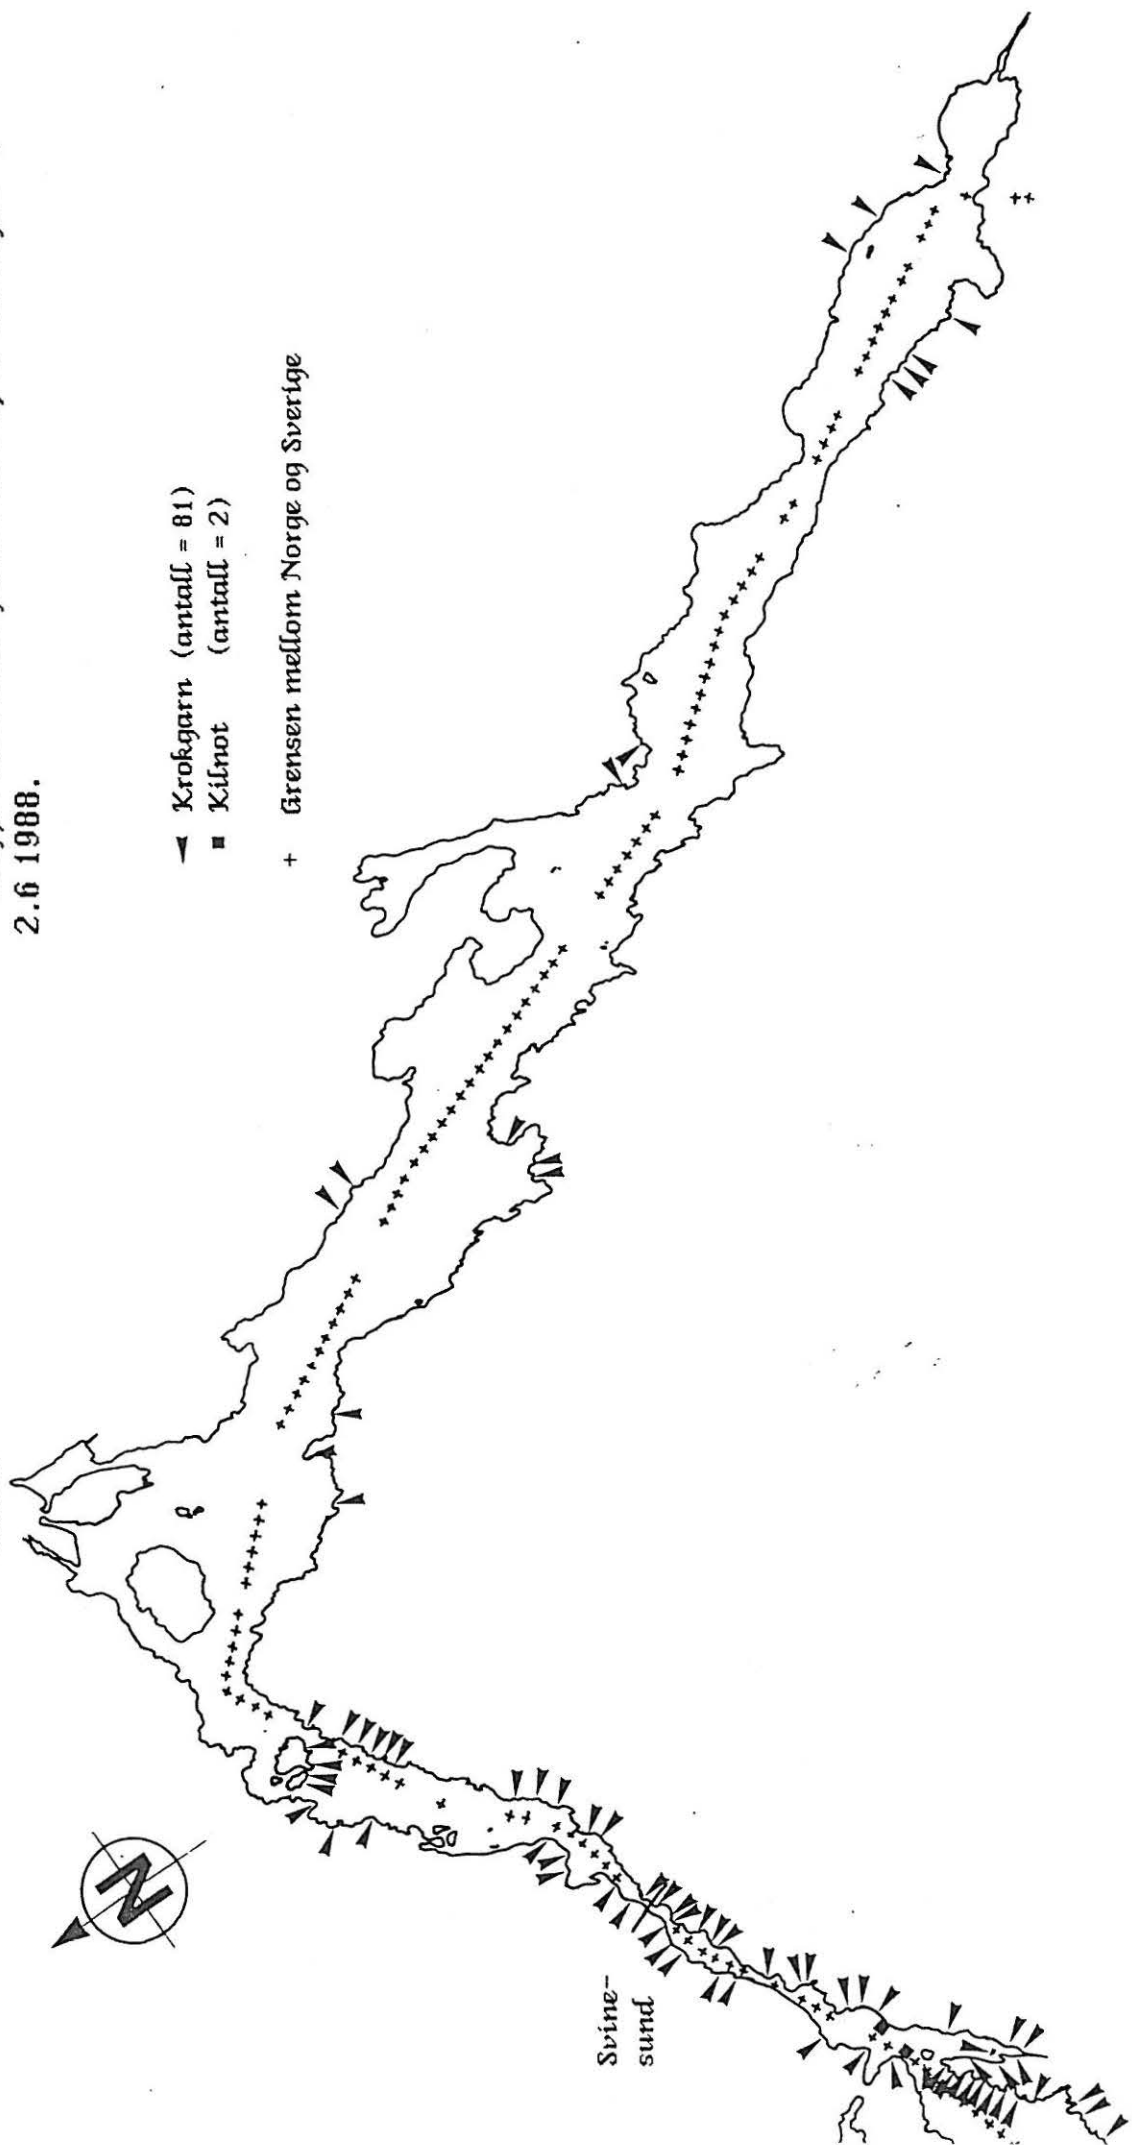 2.6 1988.
Krokgarn (antall = 81)
Kilnot (antall = 2)
+ Grensen mellom Norge og Sverige
N
Svine-
sund